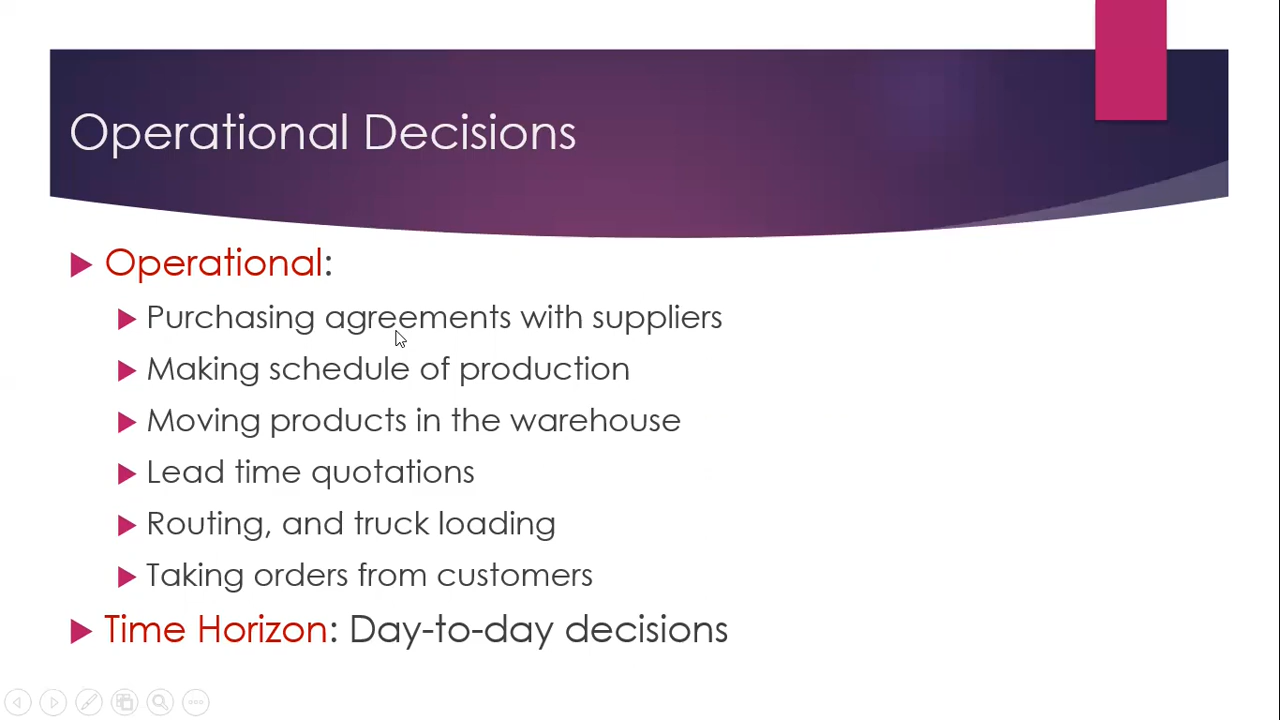 Operational Decisions
Operational:
Purchasing agreements with suppliers
Making schedule of production
Moving products in the warehouse
Lead time quotations
Routing, and truck loading
Taking orders from customers
Time Horizon: Day-to-day decisions